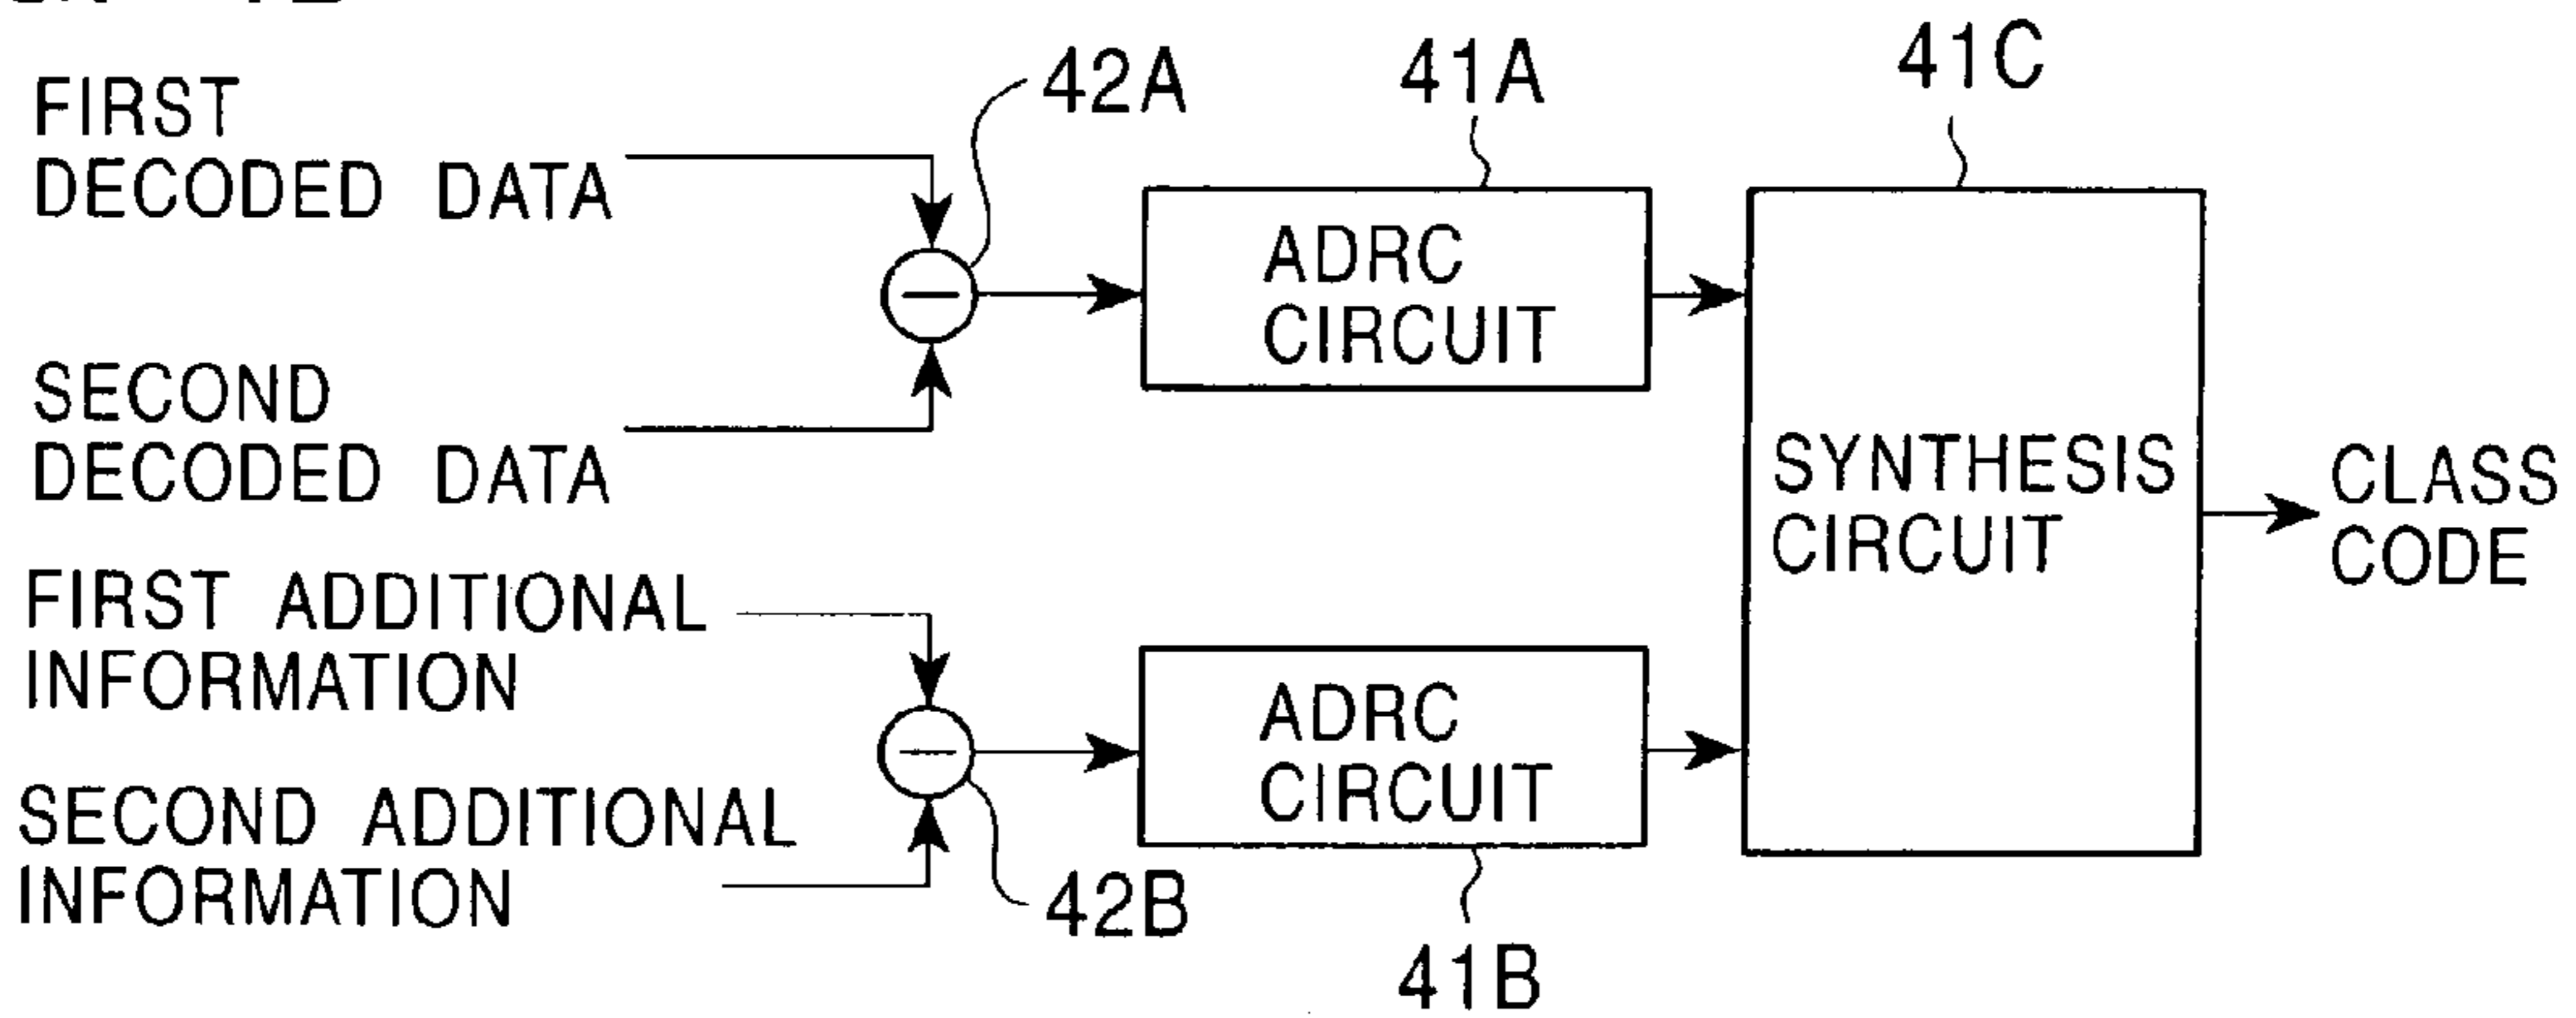 FIRST
DECODED DATA
42A
41A
41C
ADRC
CIRCUIT
SECOND
DECODED DATA
SYNTHESIS
CIRCUIT
CLASS
CODE
FIRST ADDITIONAL
INFORMATION
ADRC
CIRCUIT
SECOND ADDITIONAL
INFORMATION
42B
41B